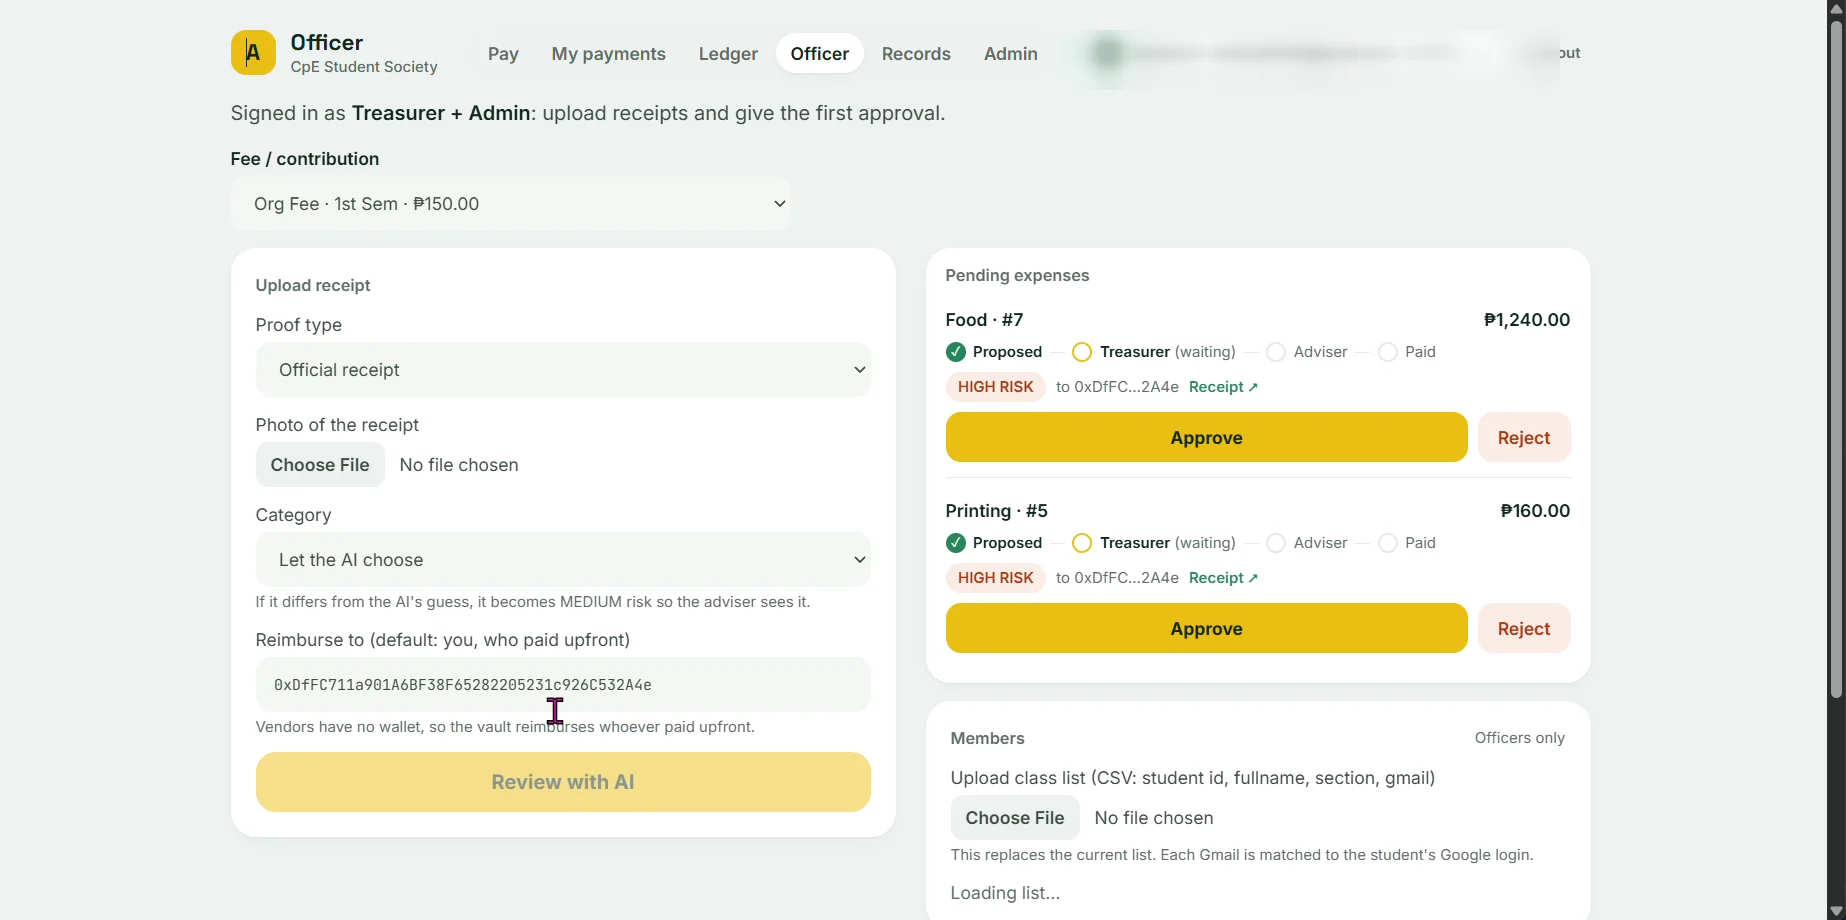 A
Officer
CpE Student Society
Pay
My payments
Ledger
Officer
Records
Admin
out
Signed in as Treasurer + Admin: upload receipts and give the first approval.
Fee / contribution
Org Fee · 1st Sem · ₱150.00
Upload receipt
Proof type
Official receipt
Photo of the receipt
Choose File No file chosen
Category
Let the AI choose
If it differs from the AI's guess, it becomes MEDIUM risk so the adviser sees it.
Reimburse to (default: you, who paid upfront)
0xDfFC711a901A6BF38F65282205231c926C532A4e
Vendors have no wallet, so the vault reimburses whoever paid upfront.
Review with AI
Pending expenses
Food · #7 ₱1,240.00
✓ Proposed — Treasurer (waiting) — Adviser — Paid
HIGH RISK to 0xDfFC...2A4e Receipt ↗
Approve Reject
Printing · #5 ₱160.00
✓ Proposed — Treasurer (waiting) — Adviser — Paid
HIGH RISK to 0xDfFC...2A4e Receipt ↗
Approve Reject
Members Officers only
Upload class list (CSV: student id, fullname, section, gmail)
Choose File No file chosen
This replaces the current list. Each Gmail is matched to the student's Google login.
Loading list...